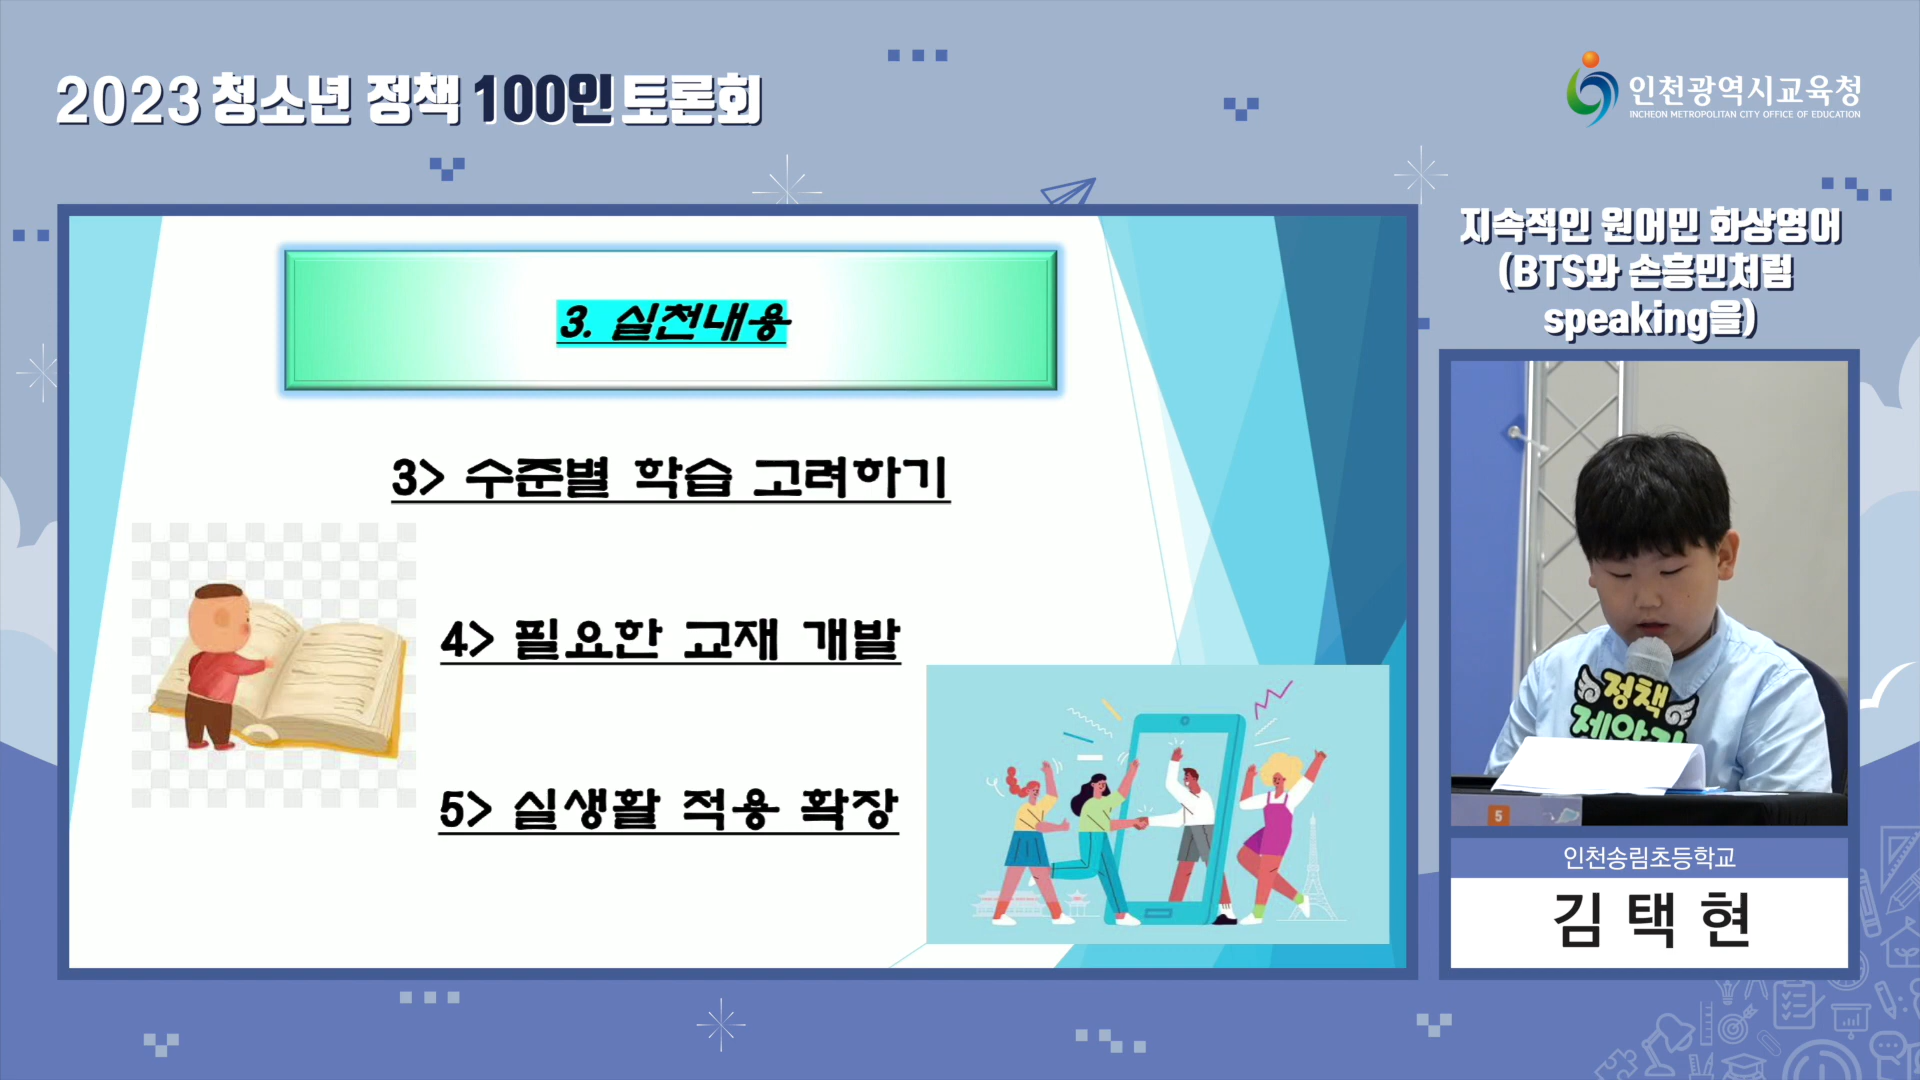 2023 청소년 정책 100인 토론회
인천광역시교육청
INCHEON METROPOLITAN CITY OFFICE OF EDUCATION
지속적인 원어민 화상영어
(BTS와 손흥민처럼
speaking을)
3. 실천내용
3> 수준별 학습 고려하기
4> 필요한 교재 개발
5> 실생활 적용 확장
정책
5
인천송림초등학교
김택현